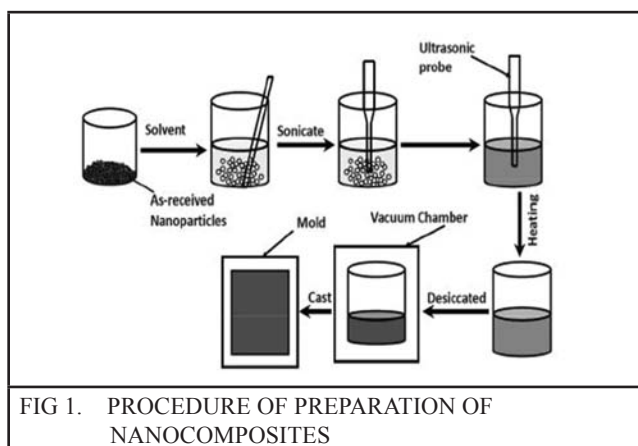 Ultrasonic
probe
Solvent
Sonicate
As-received
Nanoparticles
Heating
Mold
Vacuum Chamber
Cast
Desiccated
FIG 1. PROCEDURE OF PREPARATION OF
NANOCOMPOSITES